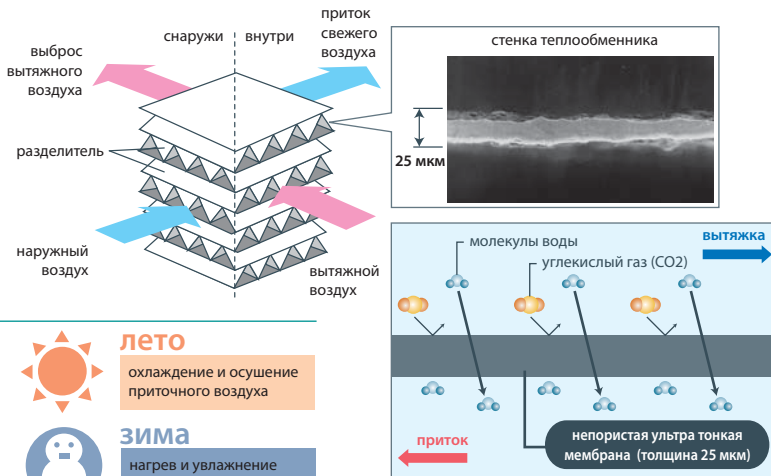 снаружи
внутри
приток
свежего
воздуха
выброс
вытяжного
воздуха
разделитель
наружный
воздух
вытяжной
воздух
стенка теплообменника
25 мкм
молекулы воды
углекислый газ (CO2)
вытяжка
приток
непористая ультра тонкая
мембрана (толщина 25 мкм)
лето
охлаждение и осушение
приточного воздуха
зима
нагрев и увлажнение